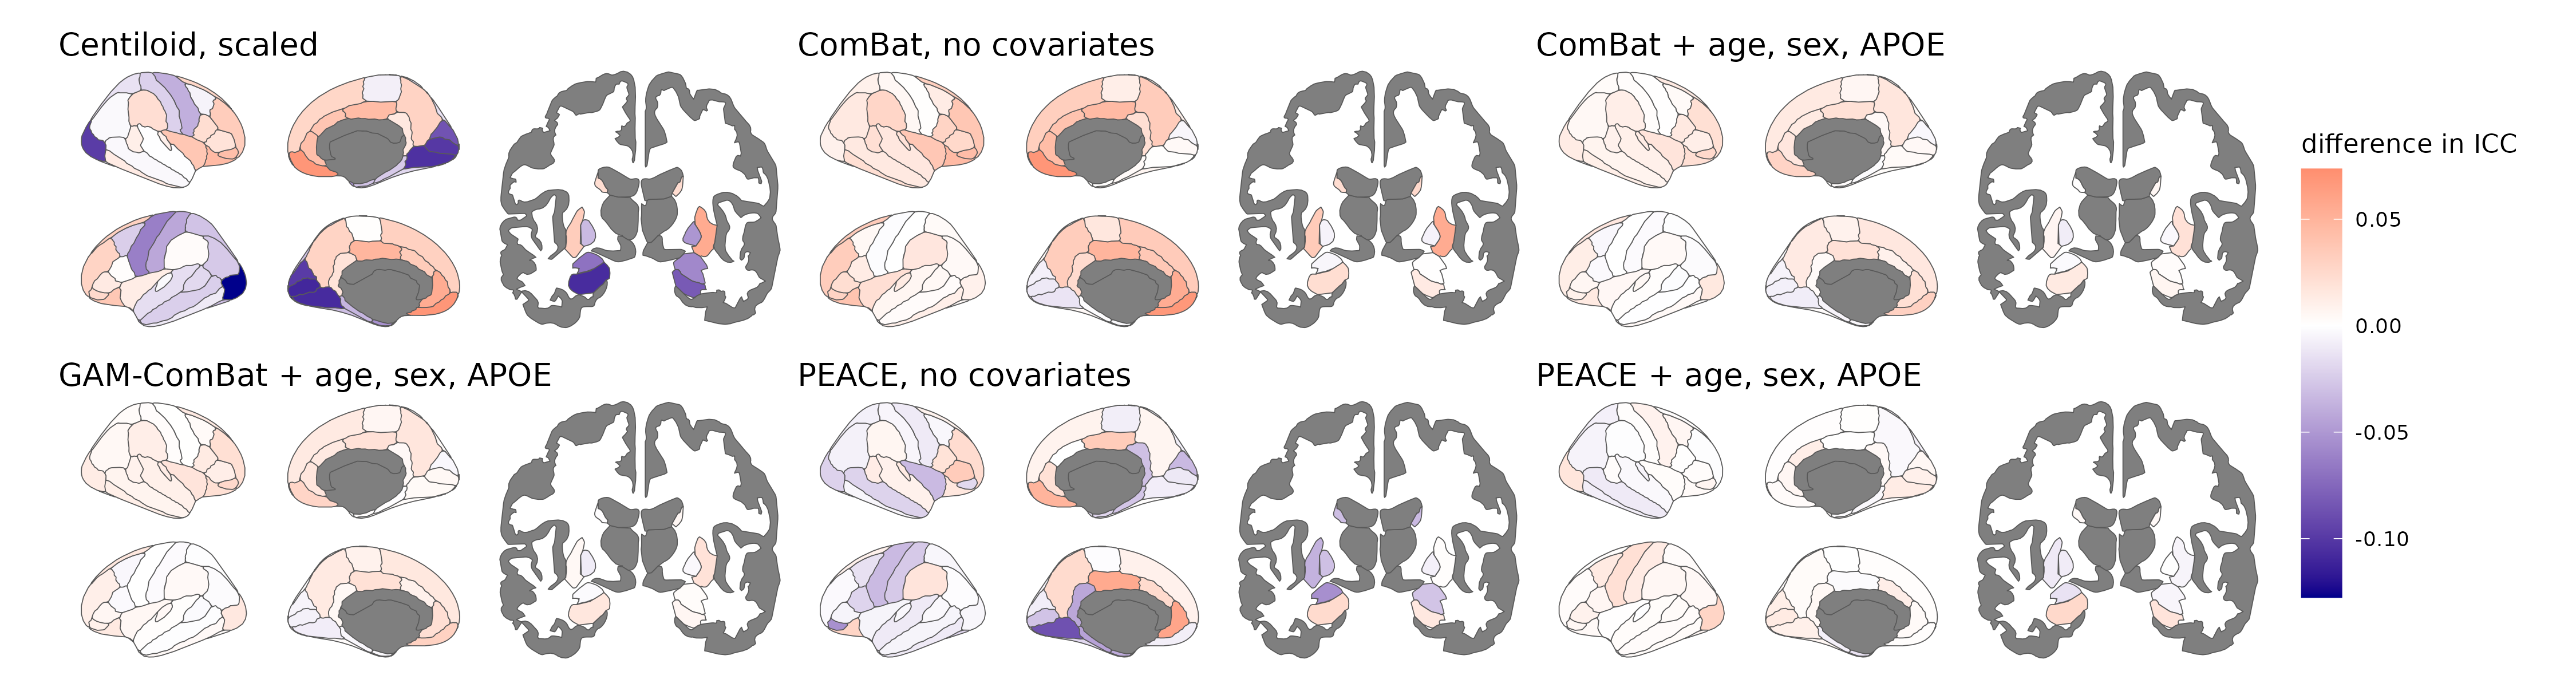 Centiloid, scaled
ComBat, no covariates
ComBat + age, sex, APOE
difference in ICC
0.05
0.00
-0.05
-0.10
GAM-ComBat + age, sex, APOE
PEACE, no covariates
PEACE + age, sex, APOE